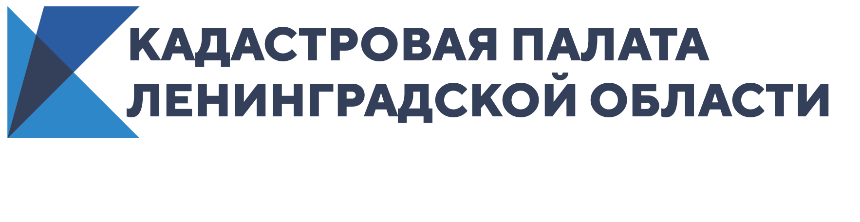 КАДАСТРОВАЯ ПАЛАТА
ЛЕНИНГРАДСКОЙ ОБЛАСТИ